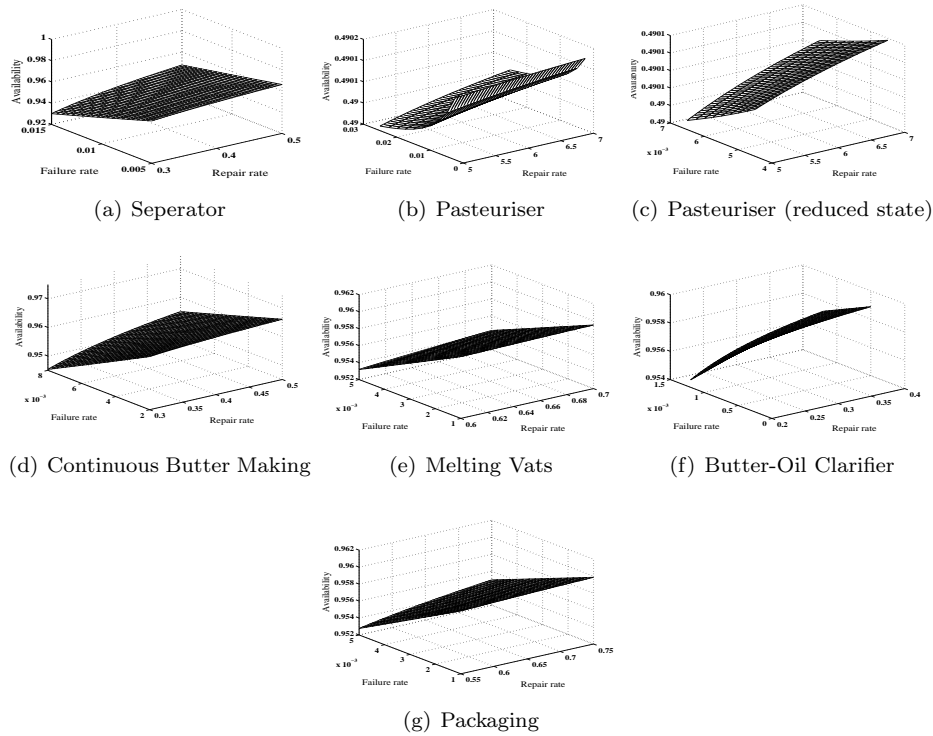 1
0.98
0.96
0.94
0.92
Availability
0.015
0.01
0.005
Failure rate
0.3
0.4
0.5
Repair rate
(a) Seperator
0.4902
0.4901
0.4901
0.49
0.49
Availability
0.03
0.02
0.01
0
Failure rate
5
5.5
6
6.5
7
Repair rate
(b) Pasteuriser
0.4901
0.4901
0.4901
0.49
0.49
Availability
7
6
5
4
x 10⁻³
Failure rate
5
5.5
6
6.5
7
Repair rate
(c) Pasteuriser (reduced state)
0.97
0.96
0.95
Availability
8
6
4
2
x 10⁻³
Failure rate
0.3
0.35
0.4
0.45
0.5
Repair rate
(d) Continuous Butter Making
0.962
0.96
0.958
0.956
0.954
0.952
Availability
5
4
3
2
1
x 10⁻³
Failure rate
0.6
0.62
0.64
0.66
0.68
0.7
Repair rate
(e) Melting Vats
0.96
0.958
0.956
0.954
Availability
1.5
1
0.5
0
x 10⁻³
Failure rate
0.2
0.25
0.3
0.35
0.4
Repair rate
(f) Butter-Oil Clarifier
0.962
0.96
0.958
0.956
0.954
0.952
Availability
5
4
3
2
1
x 10⁻³
Failure rate
0.55
0.6
0.65
0.7
0.75
Repair rate
(g) Packaging